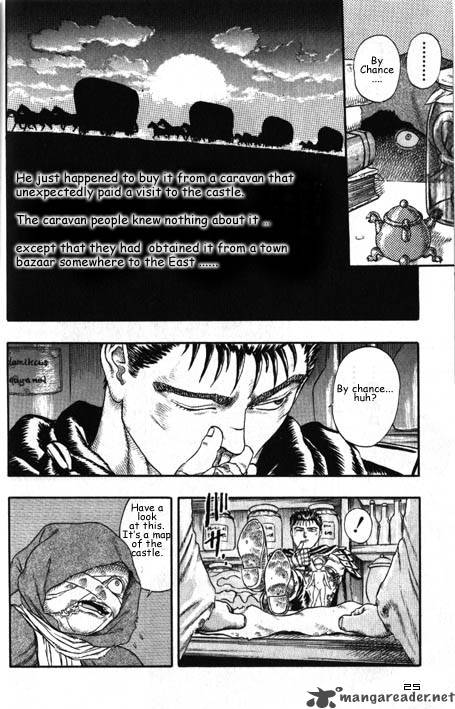 ........
By
Chance
....
He just happened to buy it from a caravan that
unexpectedly paid a visit to the castle.
The caravan people knew nothing about it ..
except that they had obtained it from a town
bazaar somewhere to the East ......
By chance...
huh?
Have a
look
at this.
It's a map
of the
castle.
!
25
mangareader.net